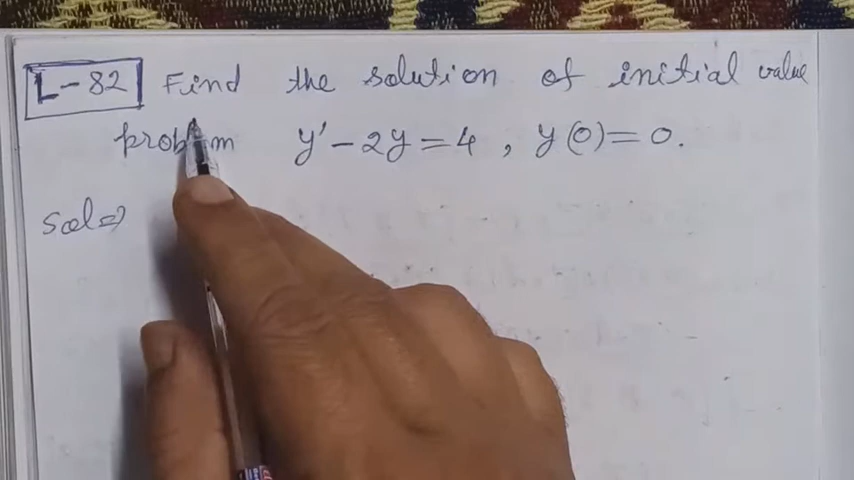 L-82 Find the solution of initial value
problem y' - 2y = 4 , y(0) = 0.
Sol ⇒